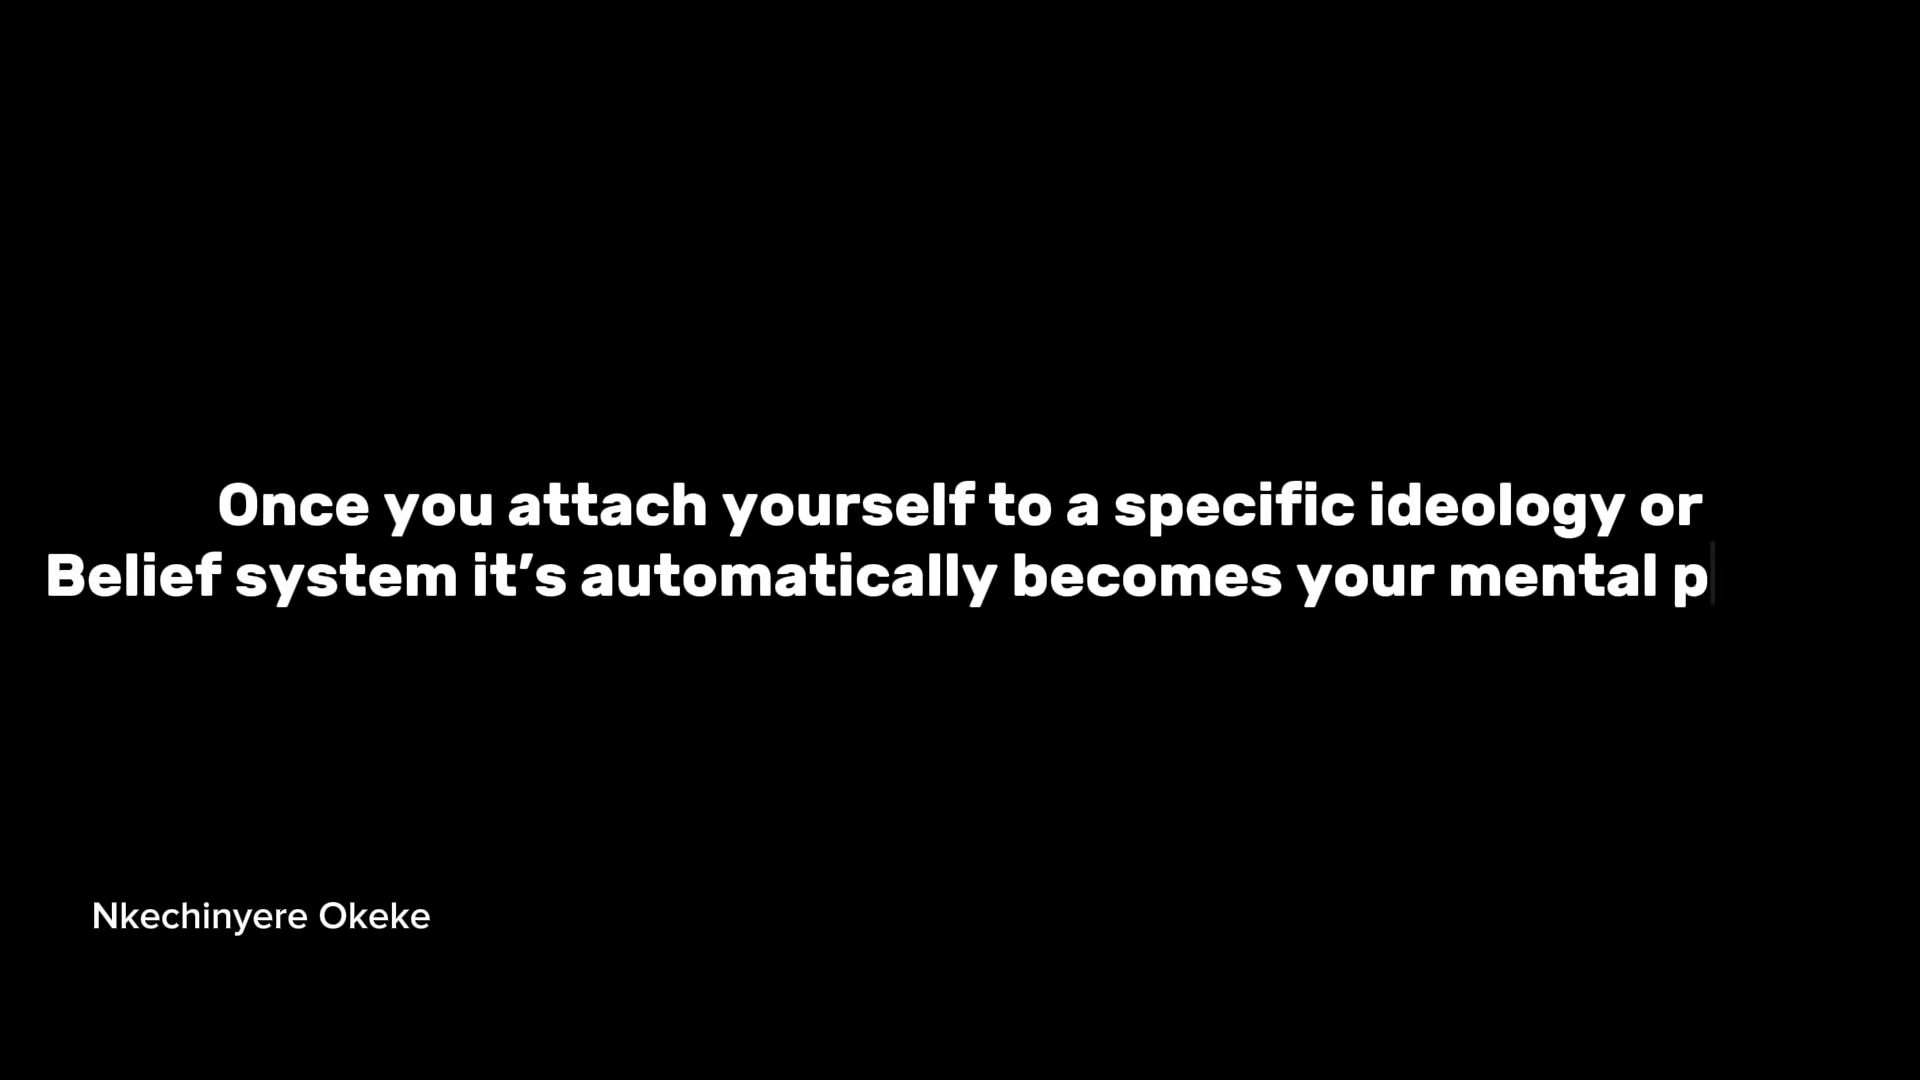 Once you attach yourself to a specific ideology or
Belief system it’s automatically becomes your mental p
Nkechinyere Okeke